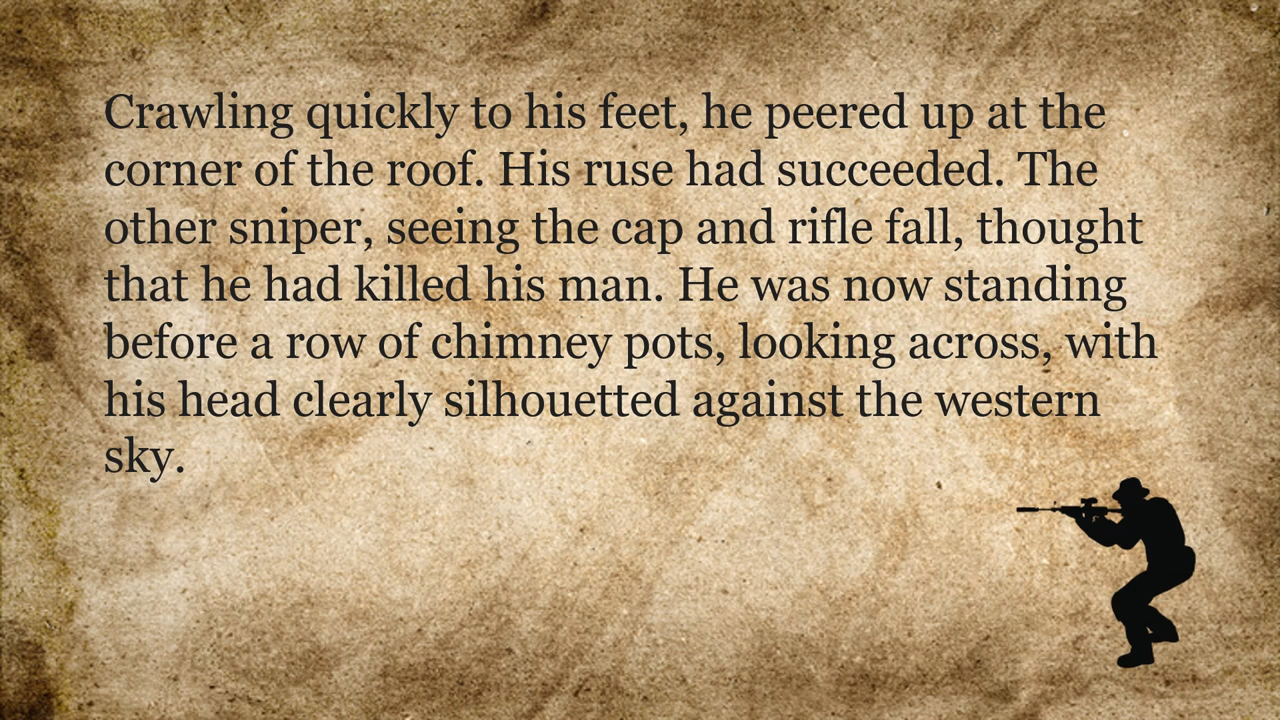 Crawling quickly to his feet, he peered up at the
corner of the roof. His ruse had succeeded. The
other sniper, seeing the cap and rifle fall, thought
that he had killed his man. He was now standing
before a row of chimney pots, looking across, with
his head clearly silhouetted against the western
sky.